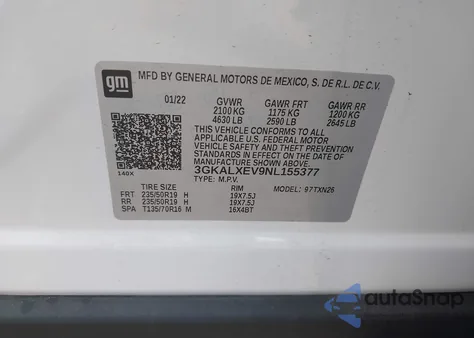 gm
MFD BY GENERAL MOTORS DE MEXICO, S. DE R.L. DE C.V.
01/22 GVWR GAWR FRT GAWR RR
2100 KG 1175 KG 1200 KG
4630 LB 2590 LB 2645 LB
THIS VEHICLE CONFORMS TO ALL
APPLICABLE U.S. FEDERAL MOTOR
VEHICLE SAFETY AND THEFT
PREVENTION STANDARDS IN EFFECT ON
THE DATE OF MANUFACTURE SHOWN ABOVE.
3GKALXEV9NL155377
140X TYPE: M.P.V. MODEL: 97TXN26
TIRE SIZE RIM
FRT 235/50R19 H 19X7.5J
RR 235/50R19 H 19X7.5J
SPA T135/70R16 M 16X4BT
autoSnap